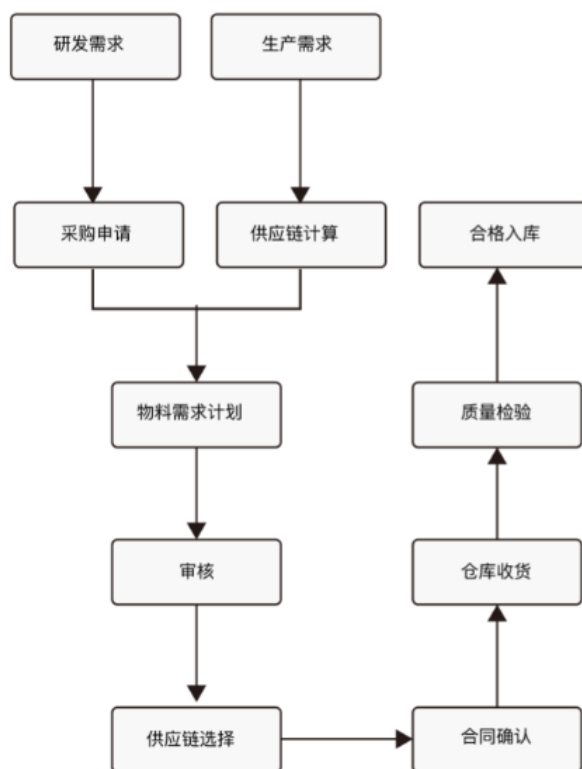 研发需求
生产需求
采购申请
供应链计算
合格入库
物料需求计划
质量检验
审核
仓库收货
供应链选择
合同确认